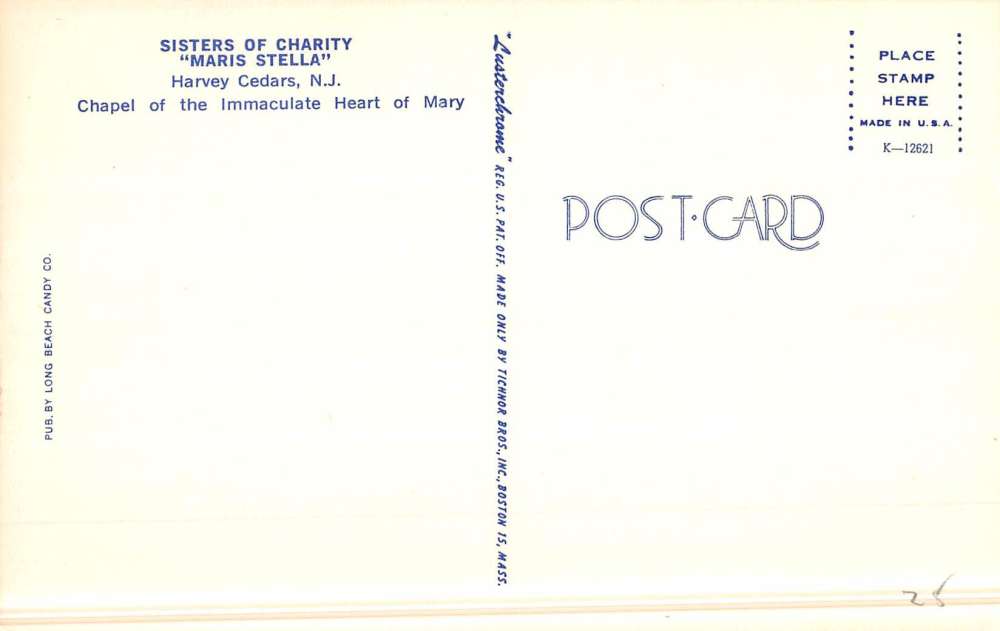 SISTERS OF CHARITY
"MARIS STELLA"
Harvey Cedars, N.J.
Chapel of the Immaculate Heart of Mary
PUB. BY LONG BEACH CANDY CO.
"Lusterchrome" REG. U.S. PAT. OFF. MADE ONLY BY TICHNOR BROS., INC., BOSTON 15, MASS.
PLACE
STAMP
HERE
MADE IN U.S.A.
K—12621
POST·CARD
25